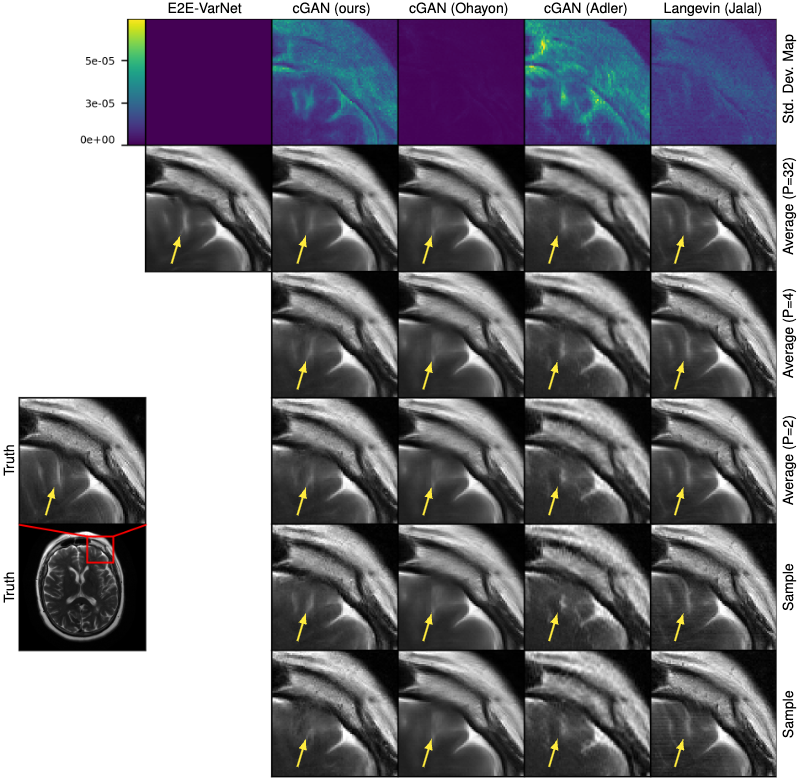 E2E-VarNet
cGAN (ours)
cGAN (Ohayon)
cGAN (Adler)
Langevin (Jalal)
5e-05
3e-05
0e+00
Std. Dev. Map
Average (P=32)
Average (P=4)
Truth
Average (P=2)
Truth
Sample
Sample